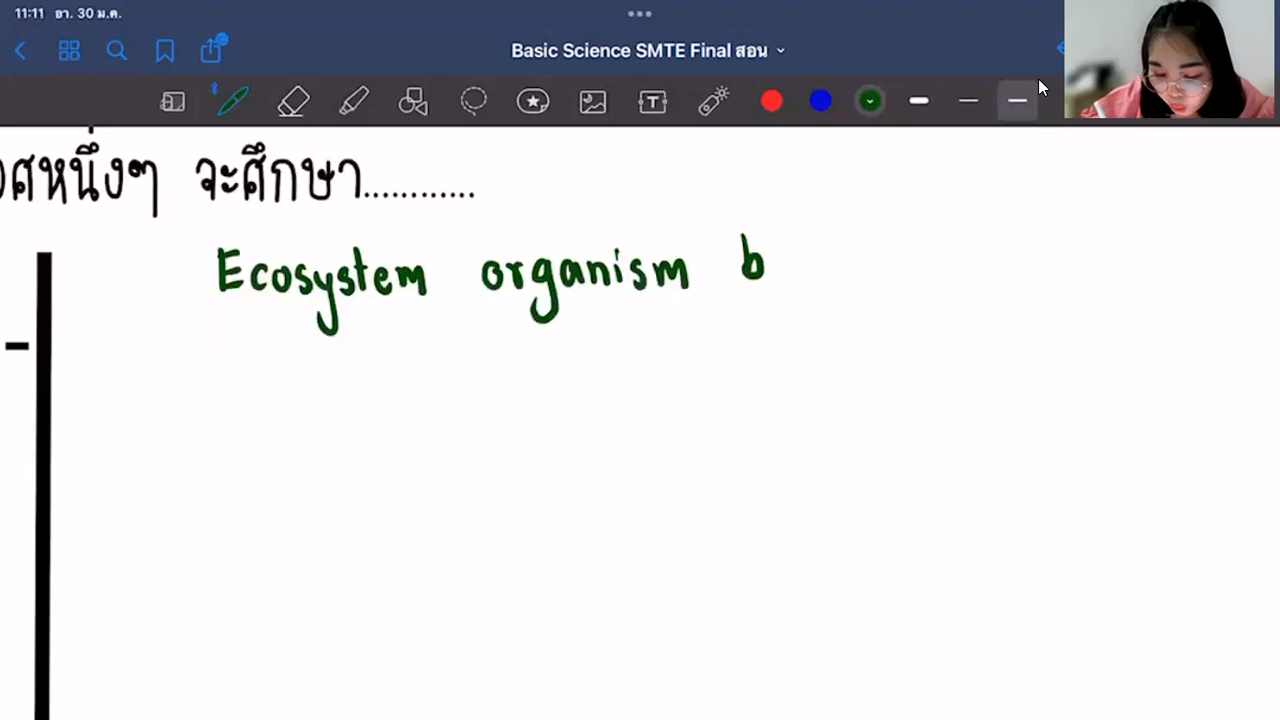 11:11 อา. 30 ม.ค.
Basic Science SMTE Final สอน
ศหนึ่งๆ จะศึกษา............
Ecosystem organism b